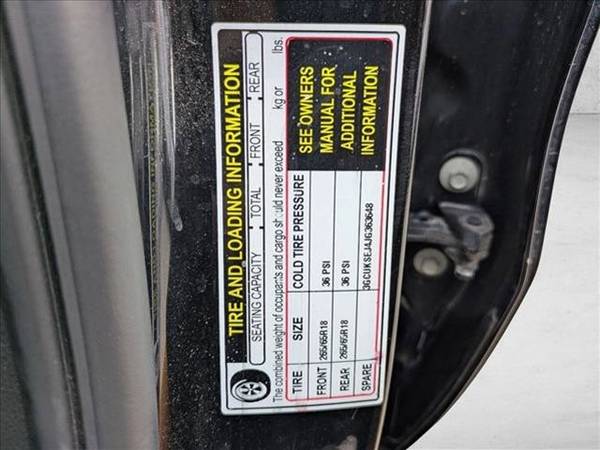 TIRE AND LOADING INFORMATION
SEATING CAPACITY TOTAL FRONT REAR
The combined weight of occupants and cargo should never exceed kg or lbs.
TIRE SIZE COLD TIRE PRESSURE
FRONT 265/65R18 36 PSI
REAR 265/65R18 36 PSI
SPARE 3GCUKSEJ4JG363648
SEE OWNERS
MANUAL FOR
ADDITIONAL
INFORMATION